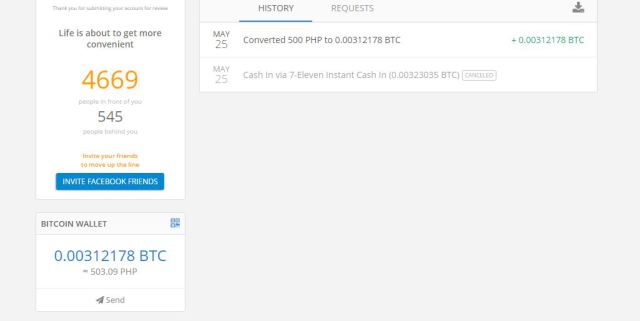 Thank you for submitting your account for review
Life is about to get more
convenient
4669
people in front of you
545
people behind you
Invite your friends
to move up the line
INVITE FACEBOOK FRIENDS
BITCOIN WALLET
0.00312178 BTC
= 503.09 PHP
Send
HISTORY REQUESTS
MAY
25
Converted 500 PHP to 0.00312178 BTC + 0.00312178 BTC
MAY
25
Cash In via 7-Eleven Instant Cash In (0.00323035 BTC) CANCELED